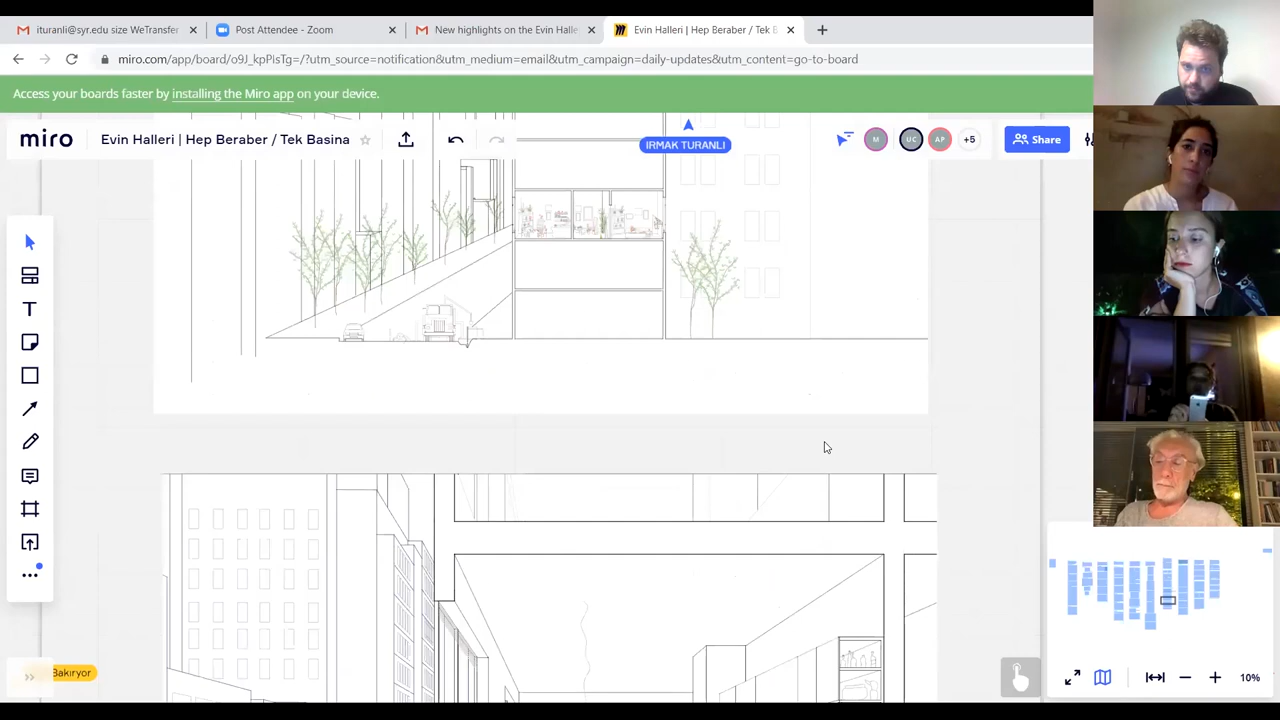 ituranli@syr.edu size WeTransfer
Post Attendee - Zoom
New highlights on the Evin Halle
Evin Halleri | Hep Beraber / Tek B
miro.com/app/board/o9J_kpPisTg=/?utm_source=notification&utm_medium=email&utm_campaign=daily-updates&utm_content=go-to-board
Access your boards faster by installing the Miro app on your device.
miro
Evin Halleri | Hep Beraber / Tek Basina
IRMAK TURANLI
M
UC
AP
+5
Share
T
Bakıryor
10%